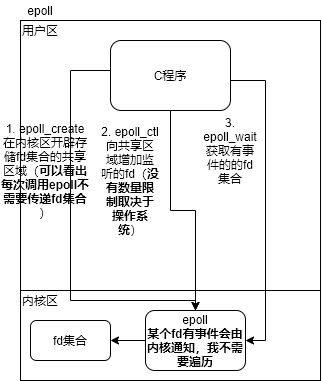 epoll
用户区
C程序
1. epoll_create
在内核区开辟存
储fd集合的共享
区域（可以看出
每次调用epoll不
需要传递fd集合
）
2. epoll_ctl
向共享区
域增加监
听的fd（没
有数量限
制取决于
操作系
统）
3.
epoll_wait
获取有事
件的的fd
集合
内核区
fd集合
epoll
某个fd有事件会由
内核通知，我不需
要遍历